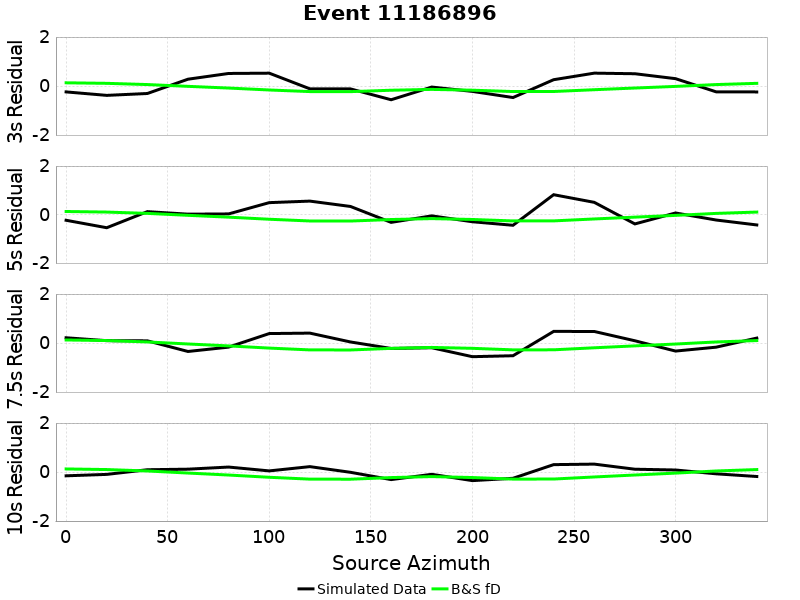 Event 11186896
3s Residual
2
0
-2
5s Residual
2
0
-2
7.5s Residual
2
0
-2
10s Residual
2
0
-2
0 50 100 150 200 250 300
Source Azimuth
Simulated Data B&S fD